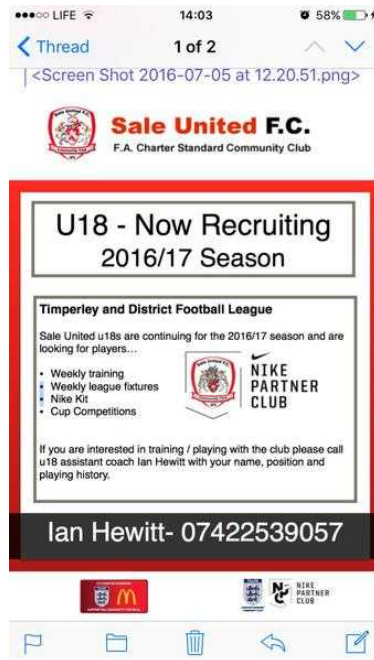 LIFE 14:03 58%
Thread 1 of 2
<Screen Shot 2016-07-05 at 12.20.51.png>
Sale United F.C.
F.A. Charter Standard Community Club
U18 - Now Recruiting
2016/17 Season
Timperley and District Football League
Sale United u18s are continuing for the 2016/17 season and are
looking for players...
• Weekly training
• Weekly league fixtures
• Nike Kit
• Cup Competitions
NIKE
PARTNER
CLUB
If you are interested in training / playing with the club please call
u18 assistant coach Ian Hewitt with your name, position and
playing history.
Ian Hewitt- 07422539057
NIKE
PARTNER
CLUB